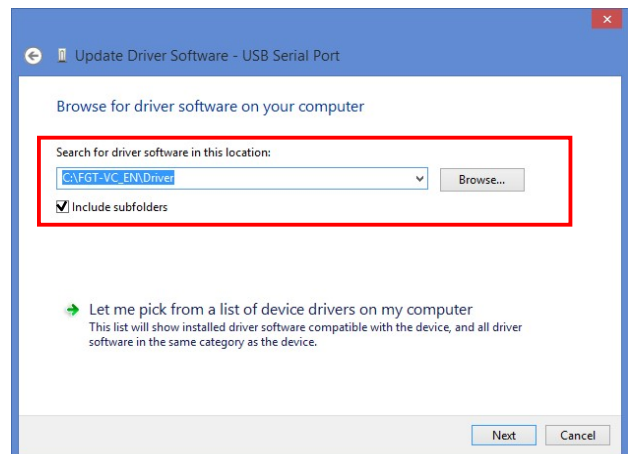 Update Driver Software - USB Serial Port
Browse for driver software on your computer
Search for driver software in this location:
C:\FGT-VC_EN\Driver
Browse...
Include subfolders
Let me pick from a list of device drivers on my computer
This list will show installed driver software compatible with the device, and all driver
software in the same category as the device.
Next
Cancel